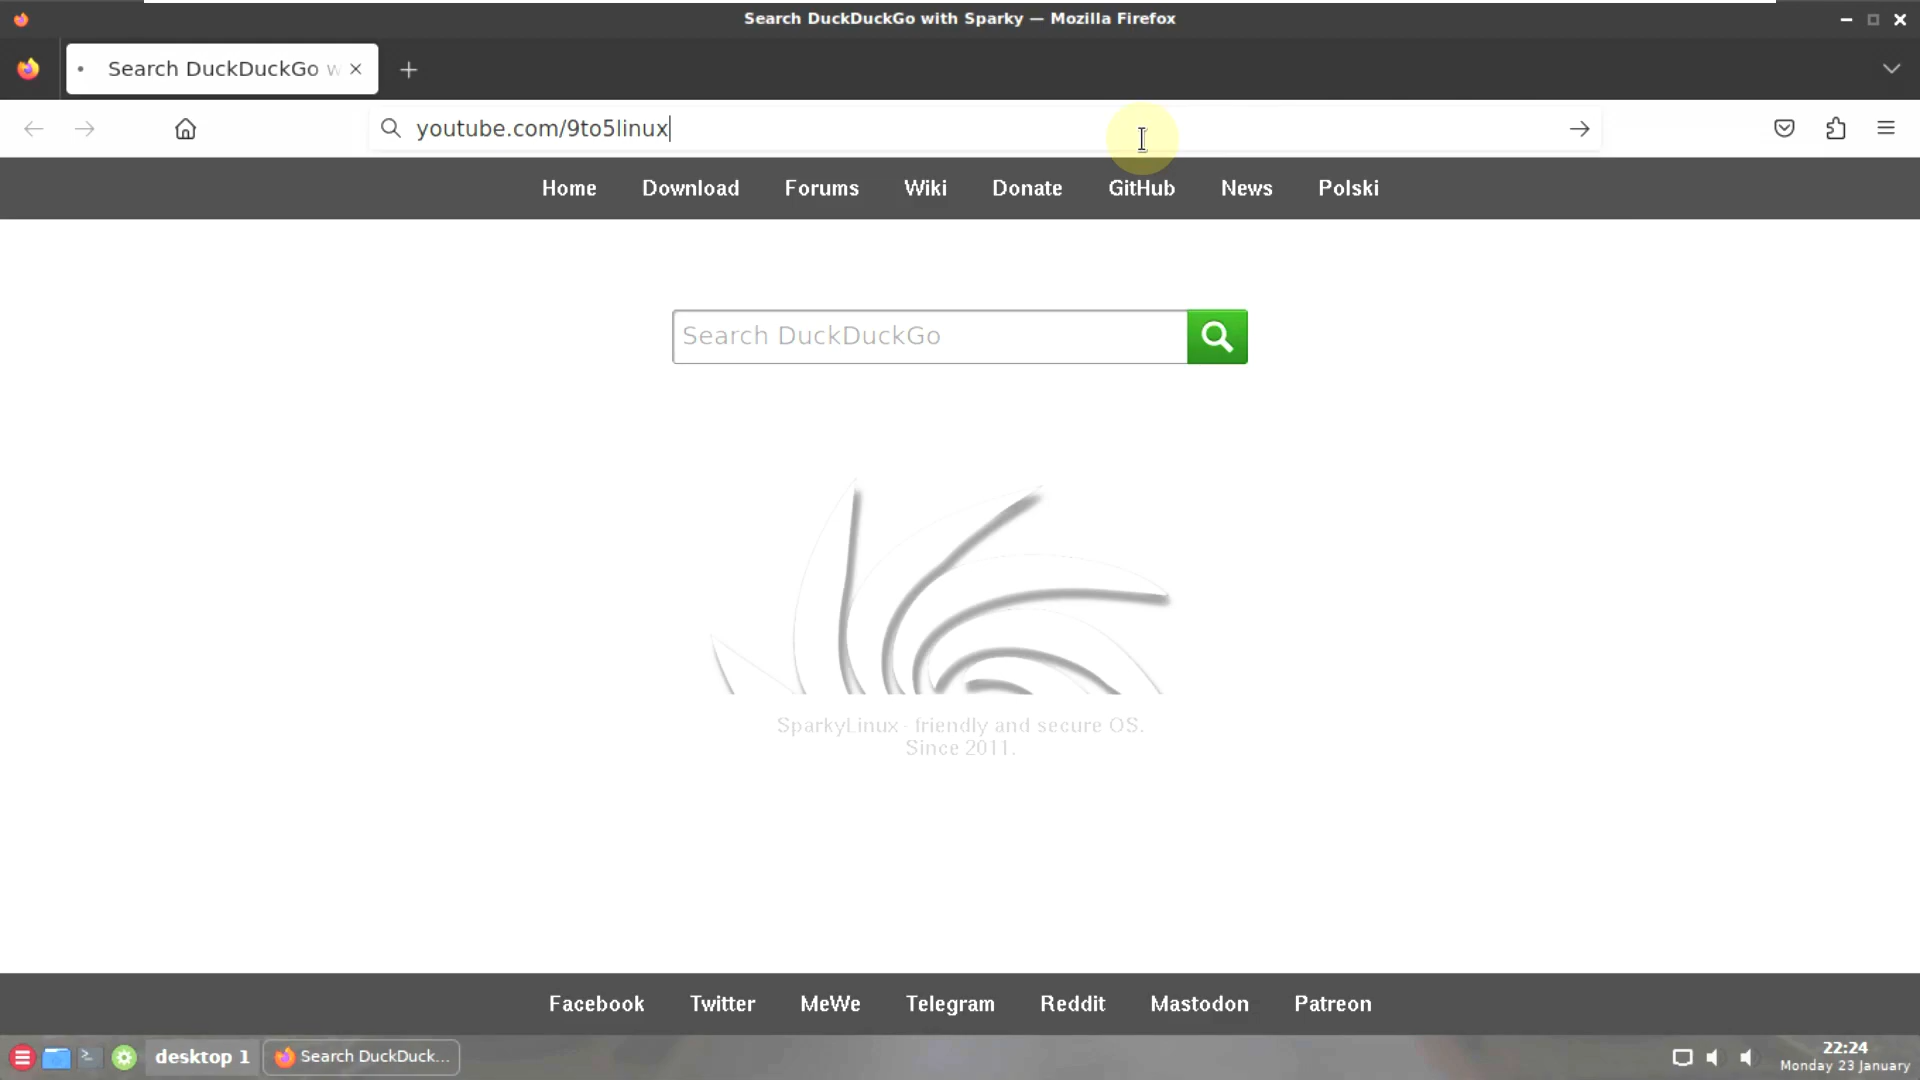 Search DuckDuckGo with Sparky — Mozilla Firefox
Search DuckDuckGo w
youtube.com/9to5linux
Home Download Forums Wiki Donate GitHub News Polski
Search DuckDuckGo
SparkyLinux - friendly and secure OS.
Since 2011.
Facebook Twitter MeWe Telegram Reddit Mastodon Patreon
desktop 1 Search DuckDuck...
22:24
Monday 23 January